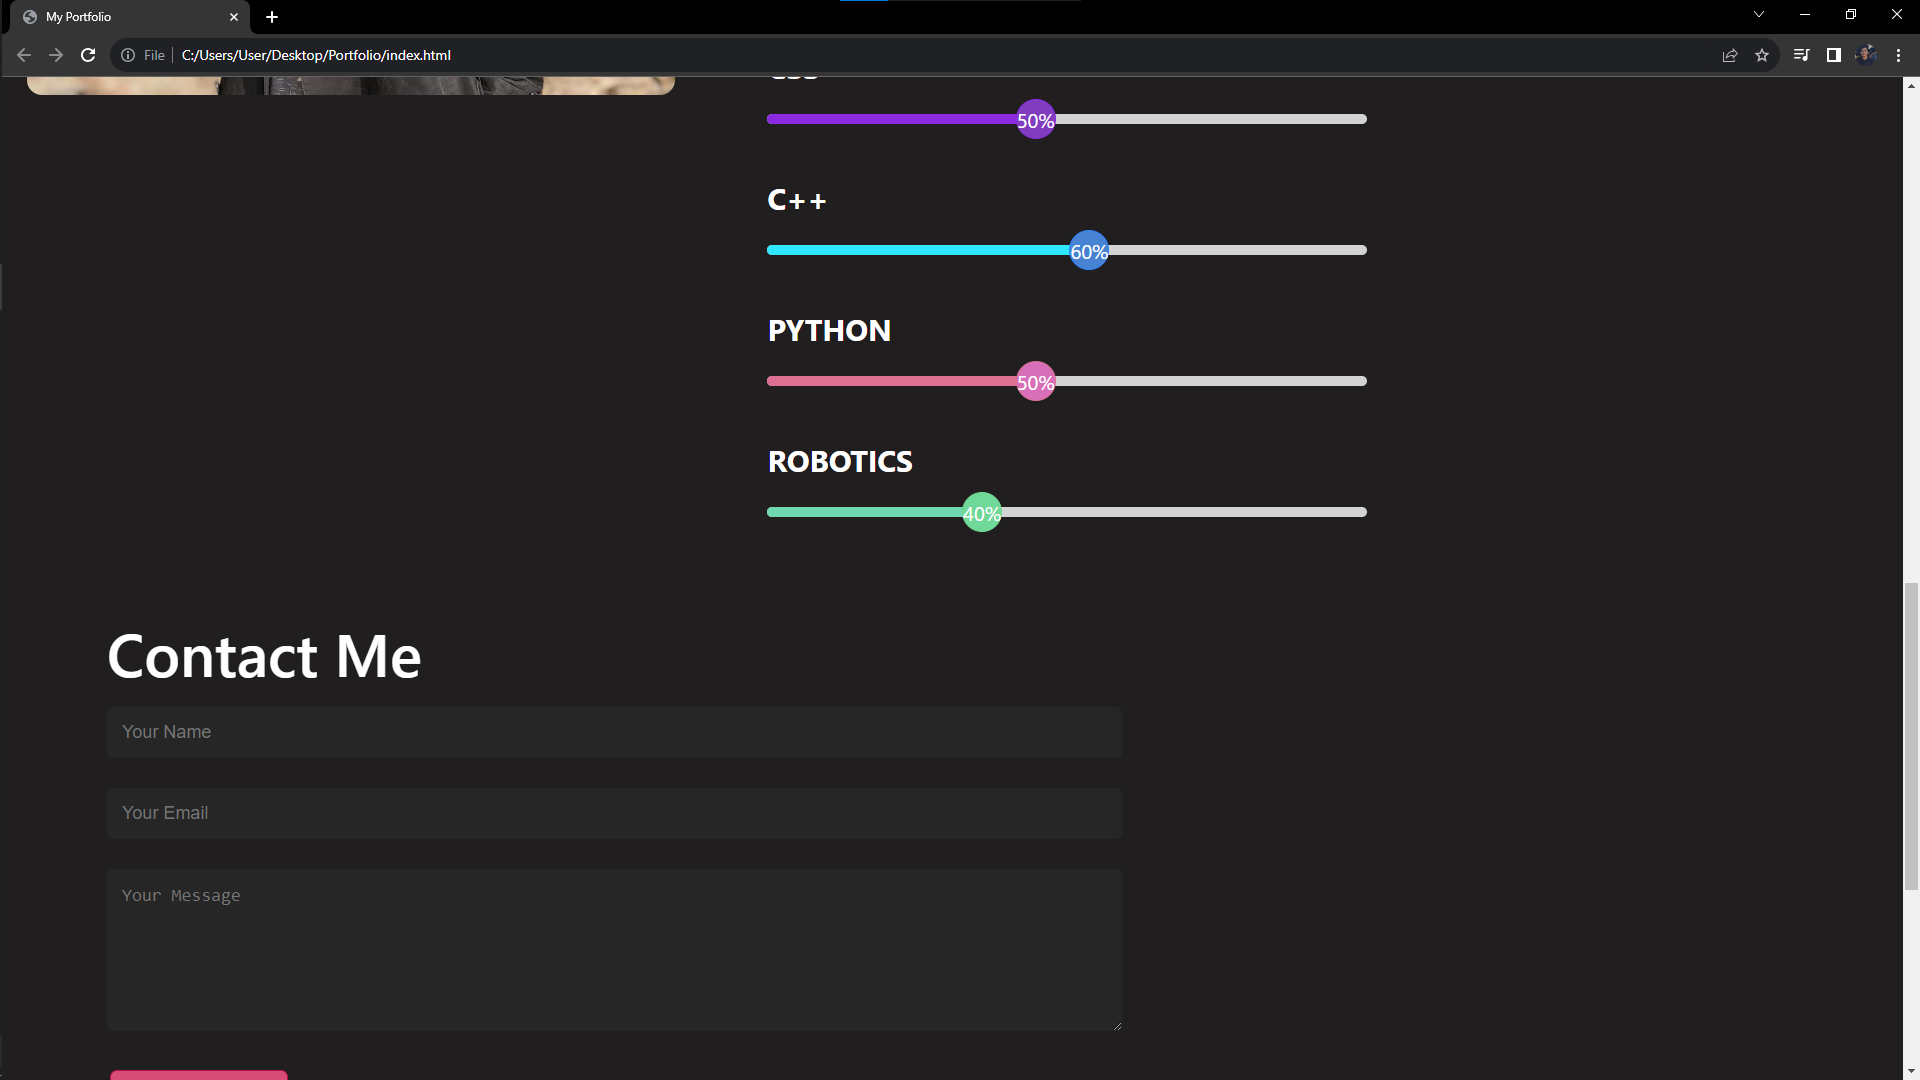 My Portfolio
File
C:/Users/User/Desktop/Portfolio/index.html
CSS
50%
C++
60%
PYTHON
50%
ROBOTICS
40%
Contact Me
Your Name
Your Email
Your Message